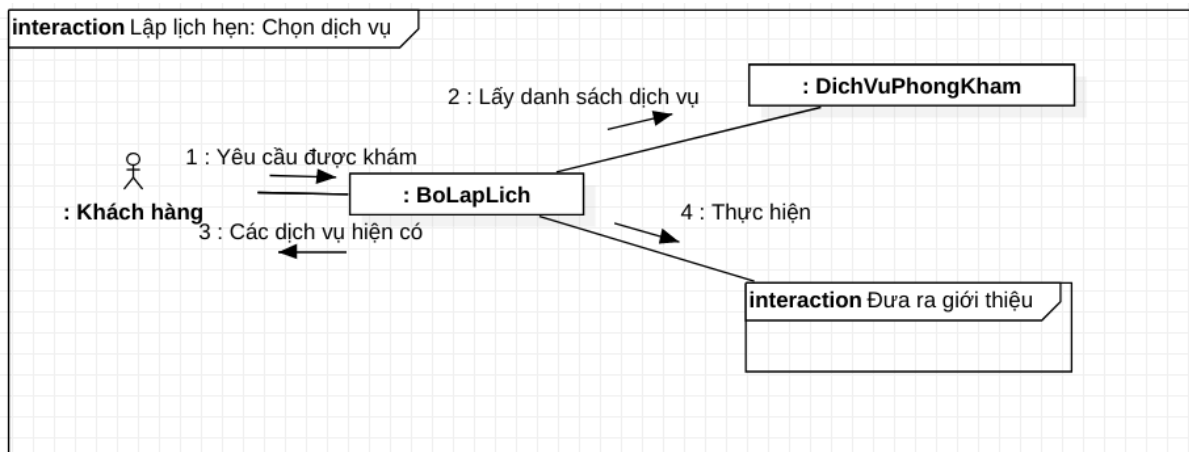 interaction Lập lịch hẹn: Chọn dịch vụ
: DichVuPhongKham
2 : Lấy danh sách dịch vụ
1 : Yêu cầu được khám
: BoLapLich
: Khách hàng
3 : Các dịch vụ hiện có
4 : Thực hiện
interaction Đưa ra giới thiệu